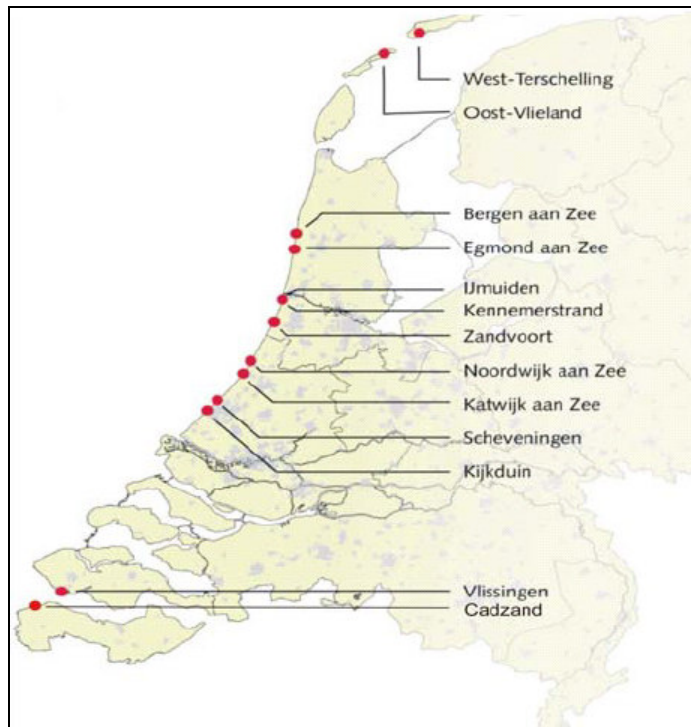 West-Terschelling
Oost-Vlieland
Bergen aan Zee
Egmond aan Zee
IJmuiden
Kennemerstrand
Zandvoort
Noordwijk aan Zee
Katwijk aan Zee
Scheveningen
Kijkduin
Vlissingen
Cadzand